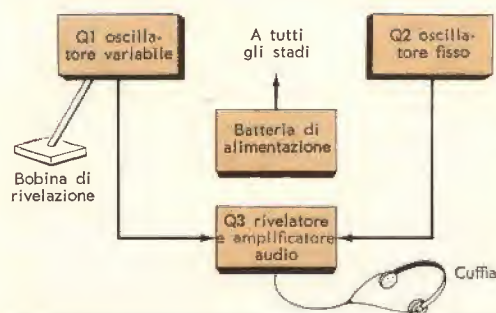 Q1 oscilla-
tore variabile
A tutti
gli stadi
Q2 oscilla-
tore fisso
Batteria di
alimentazione
Bobina di
rivelazione
Q3 rivelatore
e amplificatore
audio
Cuffia